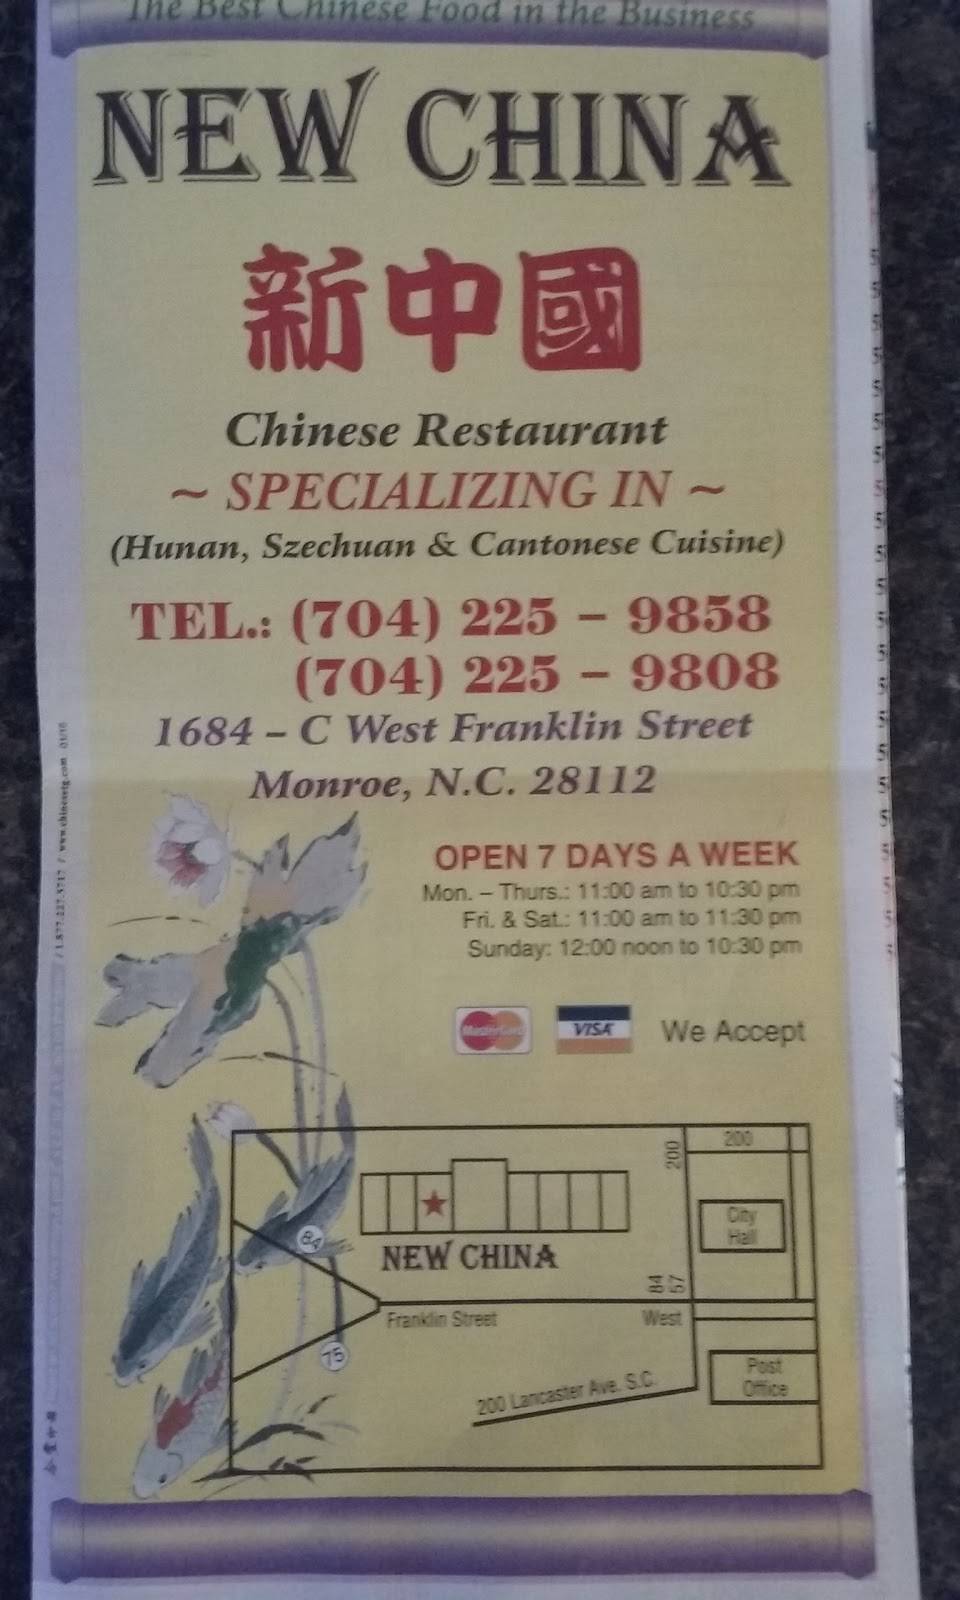 The Best Chinese Food in the Business
NEW CHINA
新中國
Chinese Restaurant
~ SPECIALIZING IN ~
(Hunan, Szechuan & Cantonese Cuisine)
TEL.: (704) 225 – 9858
(704) 225 – 9808
1684 – C West Franklin Street
Monroe, N.C. 28112
OPEN 7 DAYS A WEEK
Mon. – Thurs.: 11:00 am to 10:30 pm
Fri. & Sat.: 11:00 am to 11:30 pm
Sunday: 12:00 noon to 10:30 pm
MasterCard VISA We Accept
200
200
City
Hall
84
NEW CHINA
84
57
Franklin Street West
75
Post
Office
200 Lancaster Ave. S.C.